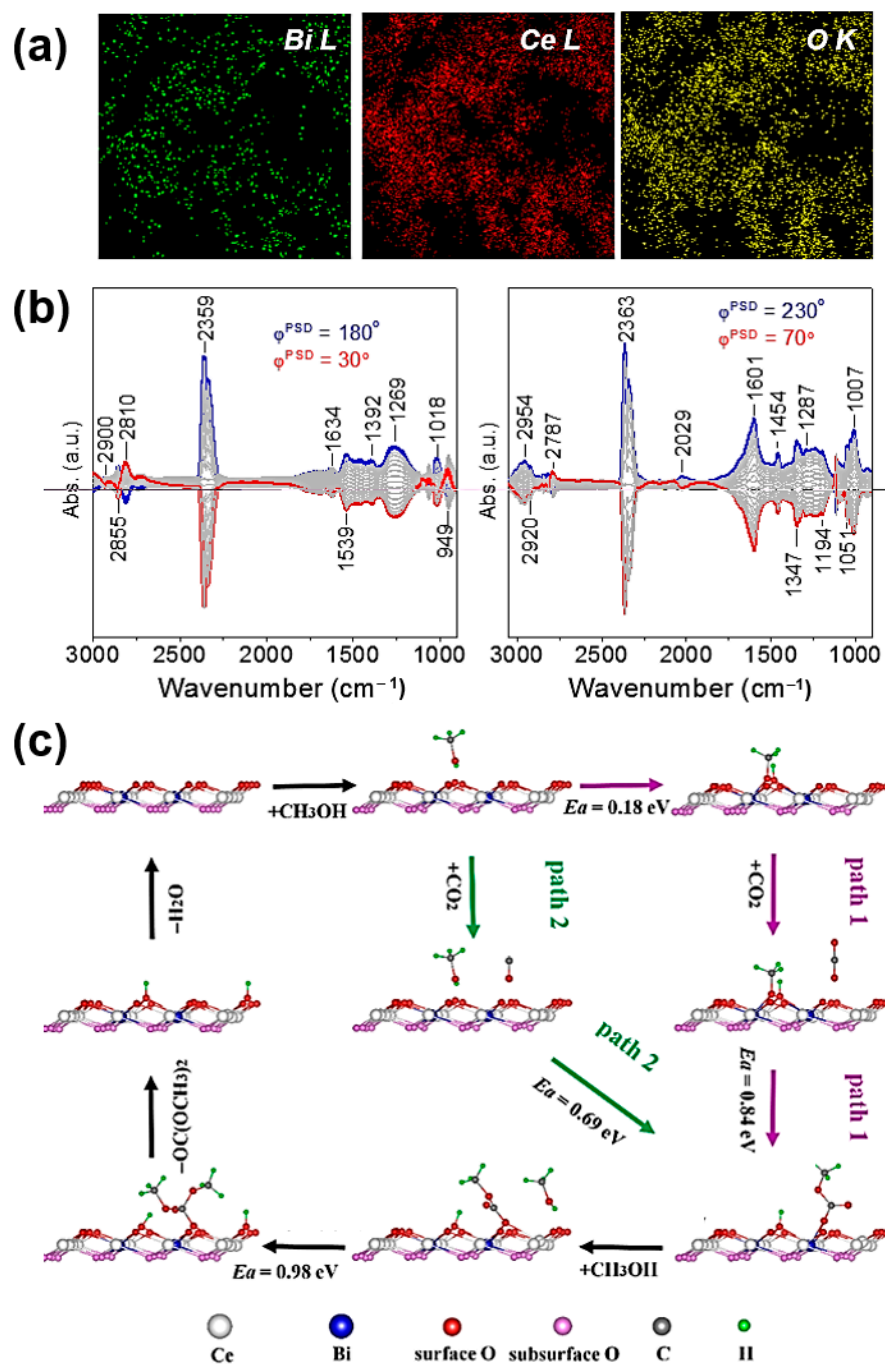 (a)
Bi L
Ce L
O K
(b)
φPSD = 180°
φPSD = 30°
2359
2900
2810
2855
1634
1392
1269
1018
1539
949
Abs. (a.u.)
3000 2500 2000 1500 1000
Wavenumber (cm⁻¹)
φPSD = 230°
φPSD = 70°
2363
2954
2787
2920
2029
1601
1454
1287
1007
1347
1194
1051
Abs. (a.u.)
3000 2500 2000 1500 1000
Wavenumber (cm⁻¹)
(c)
+CH3OH
Ea = 0.18 eV
−H2O
+CO2
path 2
+CO2
path 1
−OC(OCH3)2
path 2
Ea = 0.69 eV
Ea = 0.84 eV
path 1
Ea = 0.98 eV
+CH3OH
Ce
Bi
surface O
subsurface O
C
H